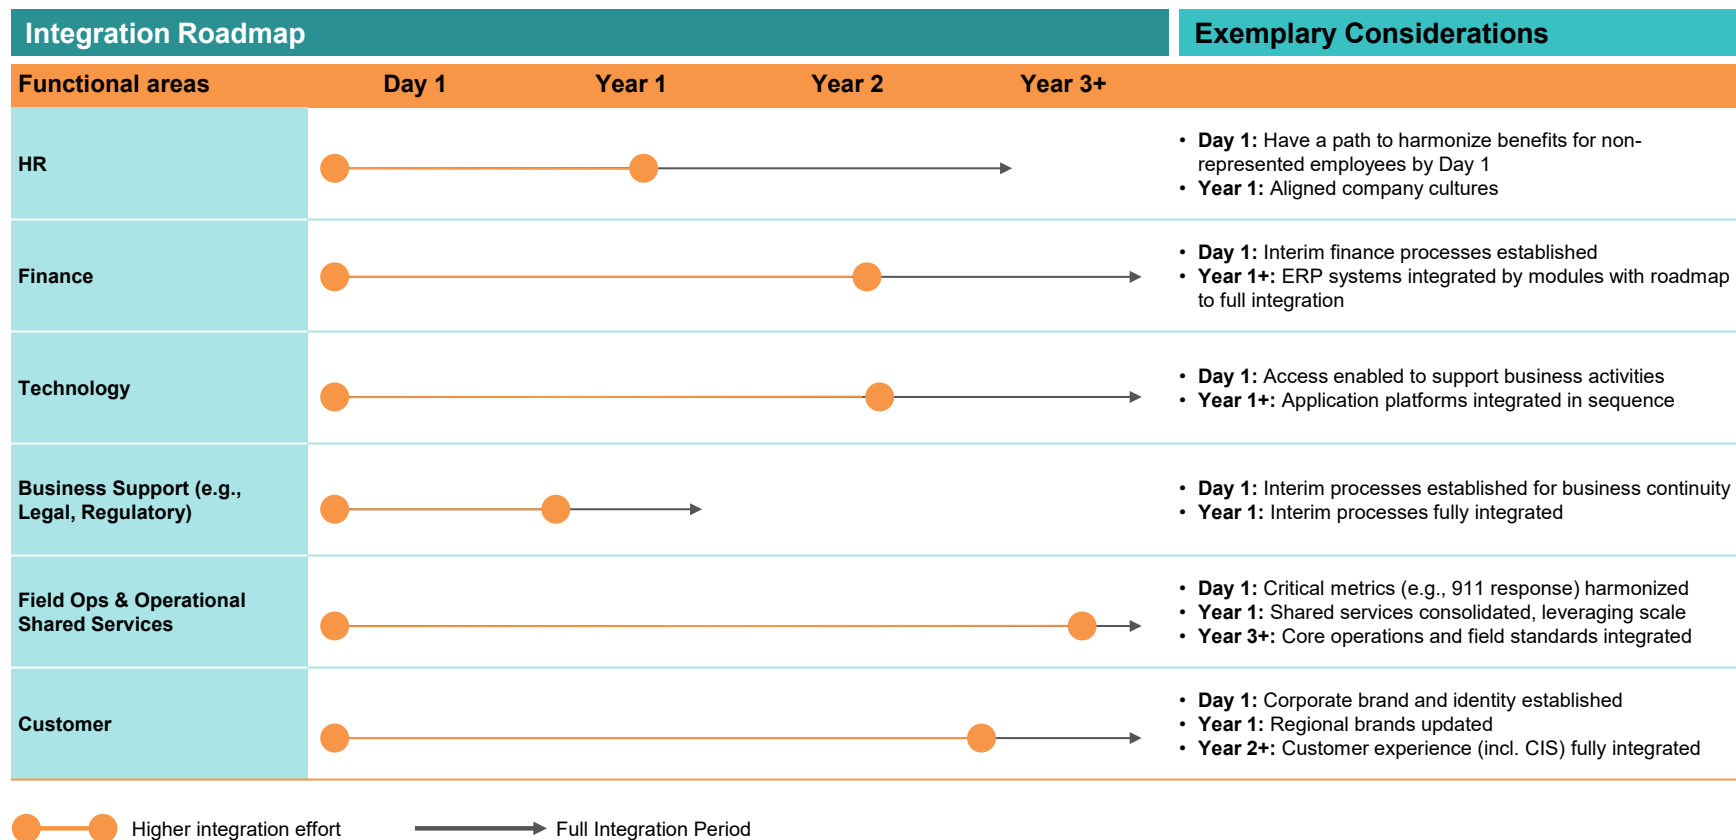 Integration Roadmap
Exemplary Considerations
Functional areas Day 1 Year 1 Year 2 Year 3+
HR
• Day 1: Have a path to harmonize benefits for non-
represented employees by Day 1
• Year 1: Aligned company cultures
Finance
• Day 1: Interim finance processes established
• Year 1+: ERP systems integrated by modules with roadmap
to full integration
Technology
• Day 1: Access enabled to support business activities
• Year 1+: Application platforms integrated in sequence
Business Support (e.g.,
Legal, Regulatory)
• Day 1: Interim processes established for business continuity
• Year 1: Interim processes fully integrated
Field Ops & Operational
Shared Services
• Day 1: Critical metrics (e.g., 911 response) harmonized
• Year 1: Shared services consolidated, leveraging scale
• Year 3+: Core operations and field standards integrated
Customer
• Day 1: Corporate brand and identity established
• Year 1: Regional brands updated
• Year 2+: Customer experience (incl. CIS) fully integrated
Higher integration effort
Full Integration Period